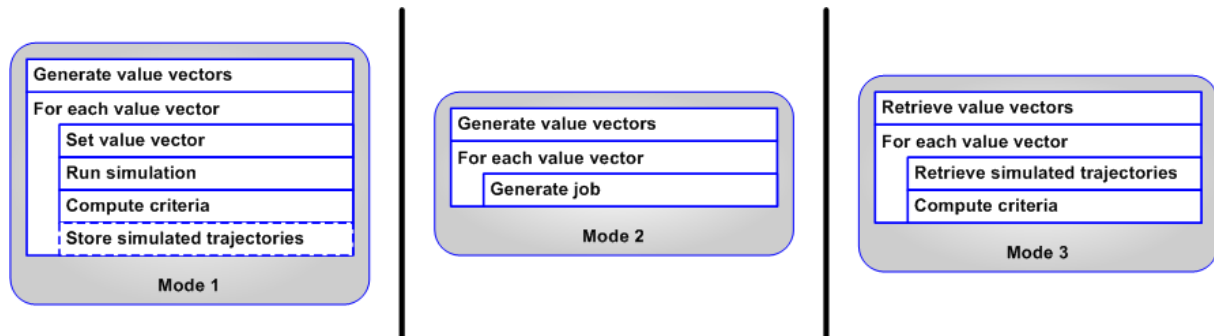 Generate value vectors
For each value vector
Set value vector
Run simulation
Compute criteria
Store simulated trajectories
Mode 1
Generate value vectors
For each value vector
Generate job
Mode 2
Retrieve value vectors
For each value vector
Retrieve simulated trajectories
Compute criteria
Mode 3